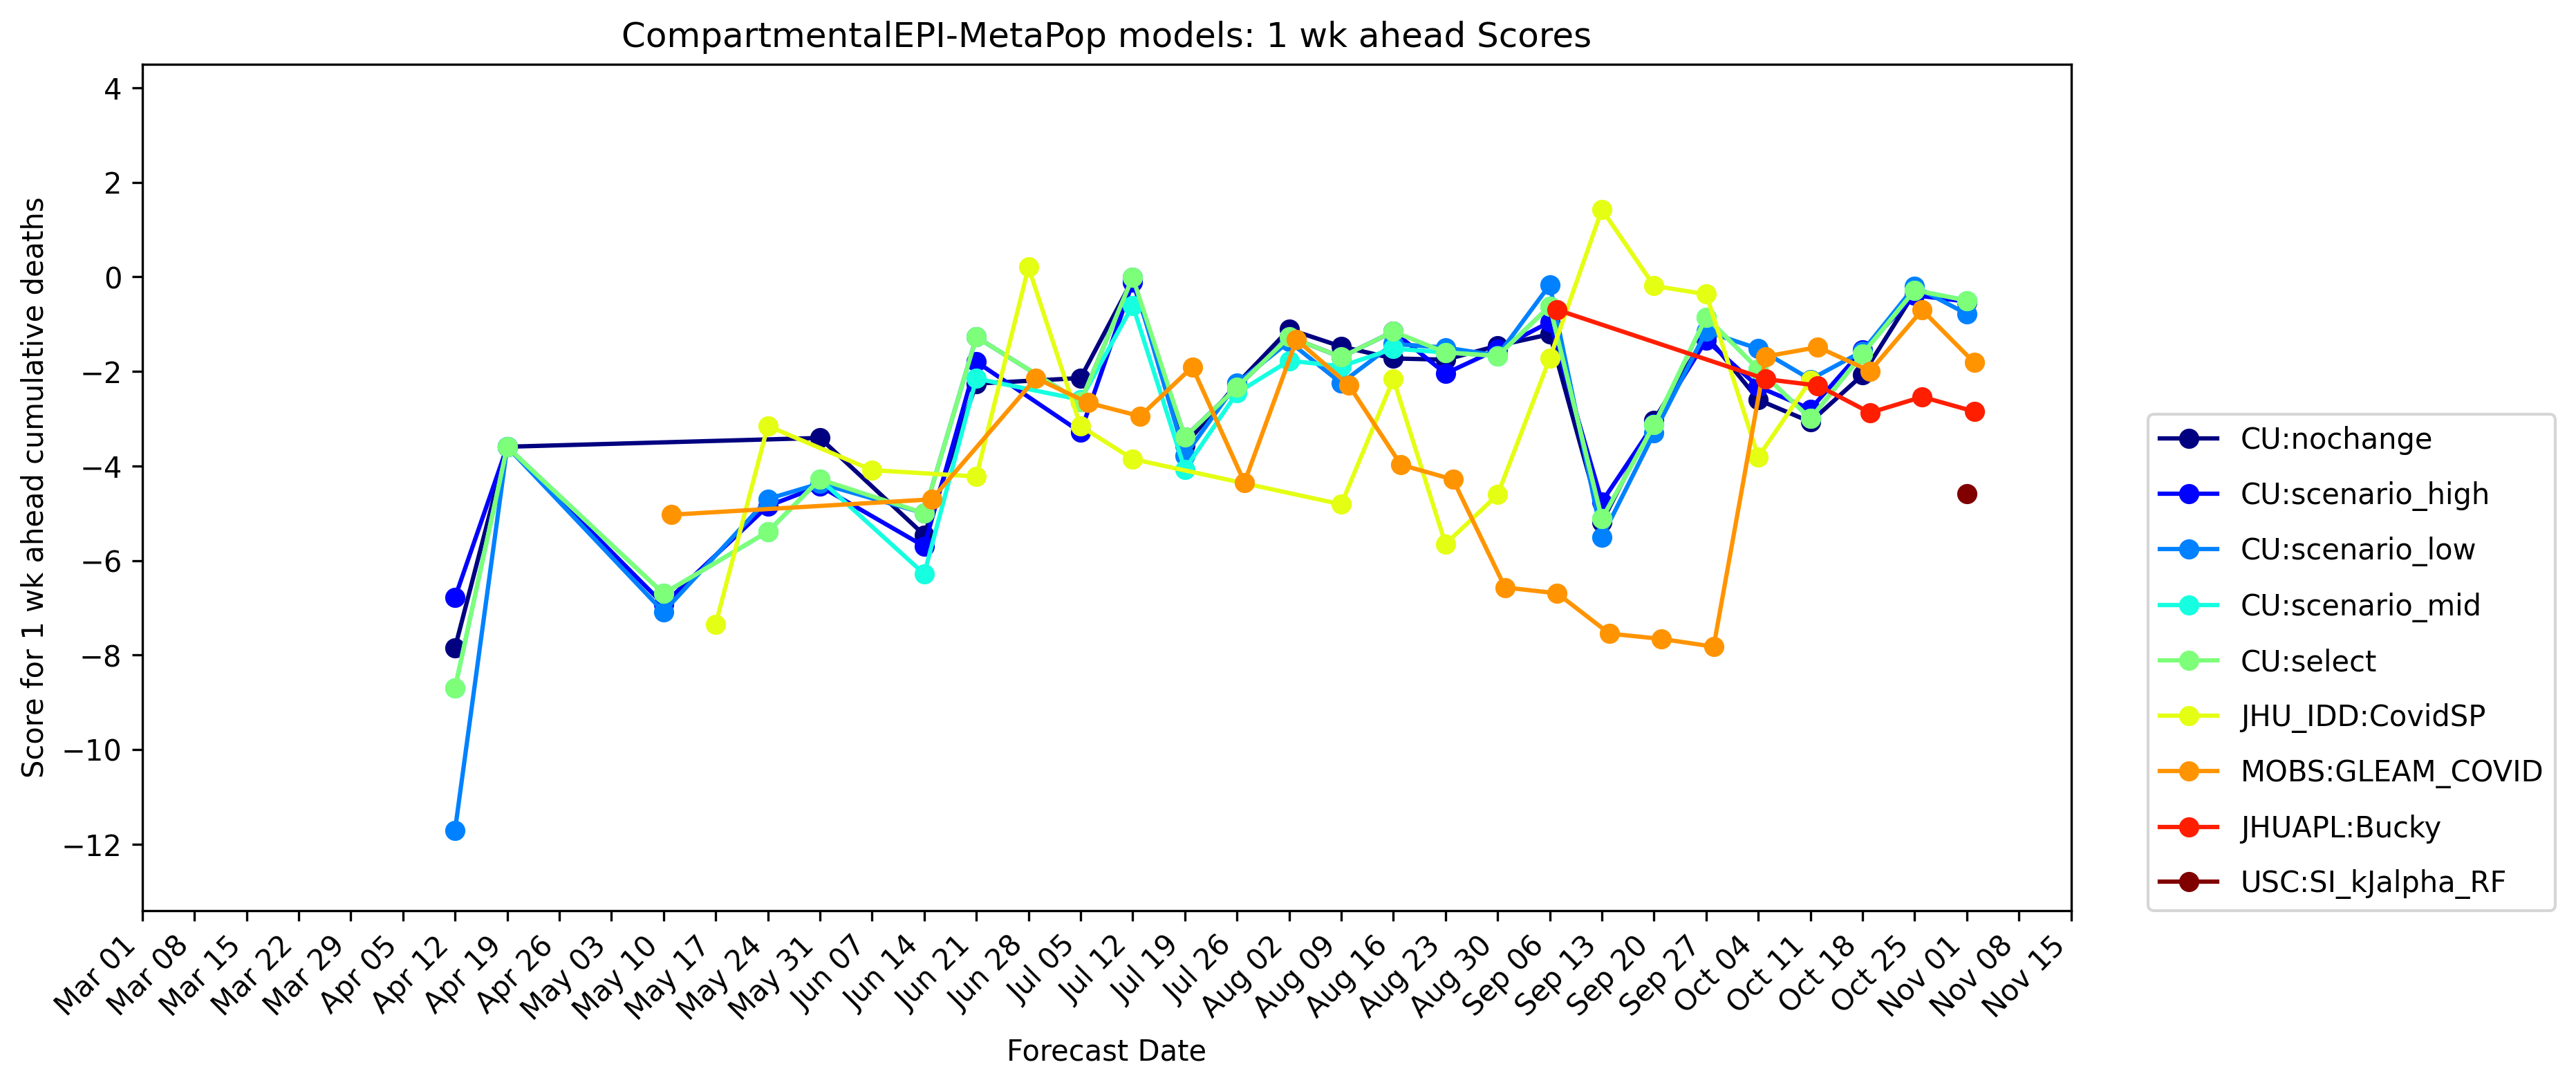 CompartmentalEPI-MetaPop models: 1 wk ahead Scores
Score for 1 wk ahead cumulative deaths
4
2
0
−2
−4
−6
−8
−10
−12
Mar 01
Mar 08
Mar 15
Mar 22
Mar 29
Apr 05
Apr 12
Apr 19
Apr 26
May 03
May 10
May 17
May 24
May 31
Jun 07
Jun 14
Jun 21
Jun 28
Jul 05
Jul 12
Jul 19
Jul 26
Aug 02
Aug 09
Aug 16
Aug 23
Aug 30
Sep 06
Sep 13
Sep 20
Sep 27
Oct 04
Oct 11
Oct 18
Oct 25
Nov 01
Nov 08
Nov 15
Forecast Date
CU:nochange
CU:scenario_high
CU:scenario_low
CU:scenario_mid
CU:select
JHU_IDD:CovidSP
MOBS:GLEAM_COVID
JHUAPL:Bucky
USC:SI_kJalpha_RF